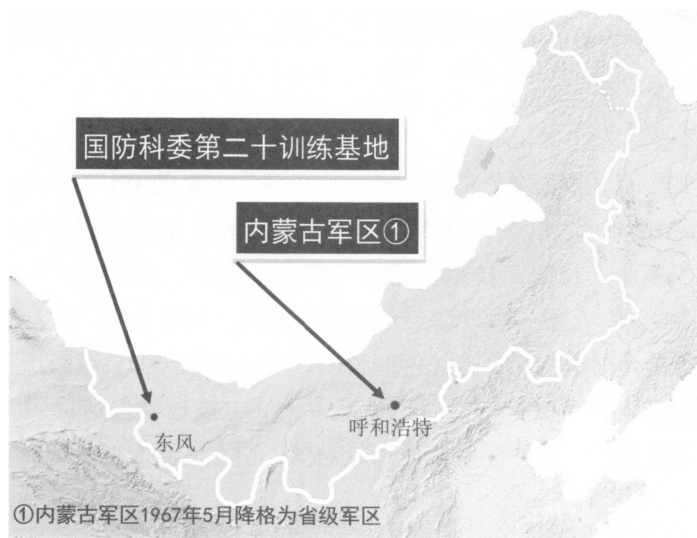 国防科委第二十训练基地
内蒙古军区①
呼和浩特
东风
①内蒙古军区1967年5月降格为省级军区